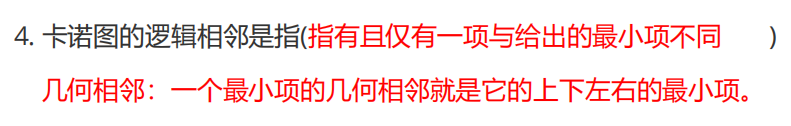 4. 卡诺图的逻辑相邻是指(指有且仅有一项与给出的最小项不同 )
几何相邻：一个最小项的几何相邻就是它的上下左右的最小项。